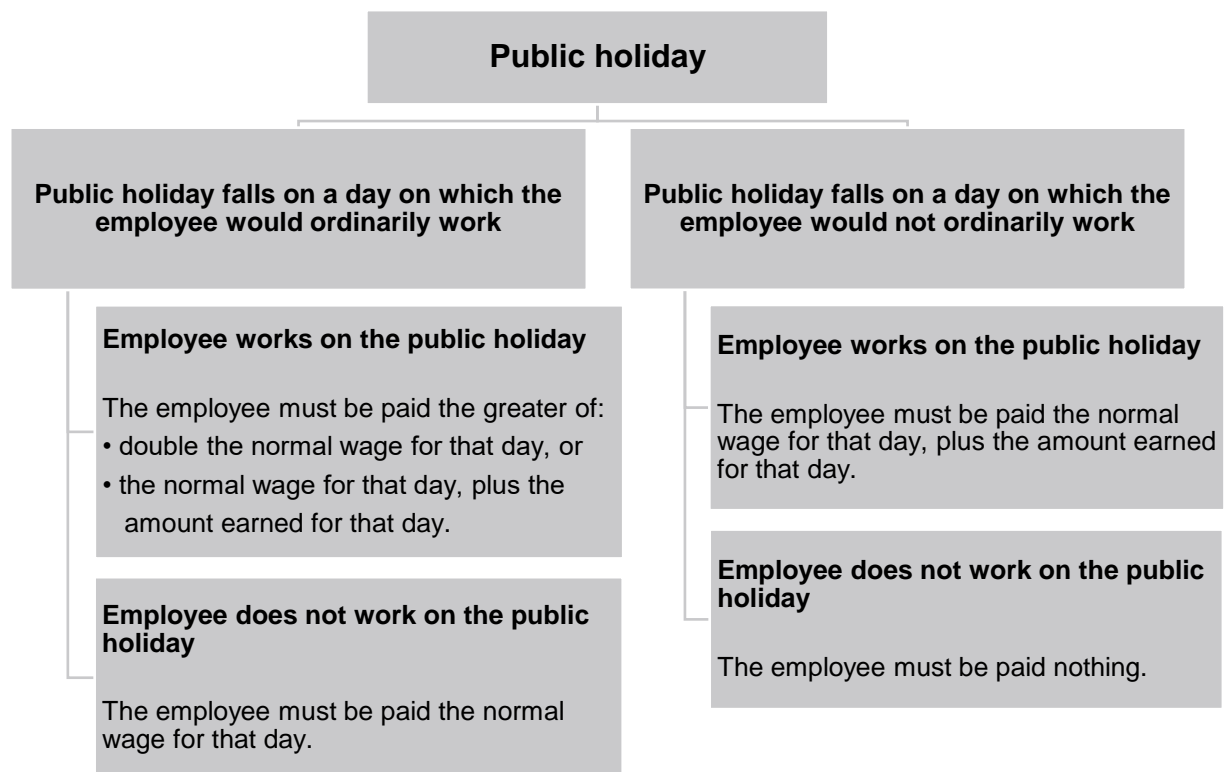 Public holiday
Public holiday falls on a day on which the
employee would ordinarily work
Employee works on the public holiday
The employee must be paid the greater of:
• double the normal wage for that day, or
• the normal wage for that day, plus the
amount earned for that day.
Employee does not work on the public
holiday
The employee must be paid the normal
wage for that day.
Public holiday falls on a day on which the
employee would not ordinarily work
Employee works on the public holiday
The employee must be paid the normal
wage for that day, plus the amount earned
for that day.
Employee does not work on the public
holiday
The employee must be paid nothing.